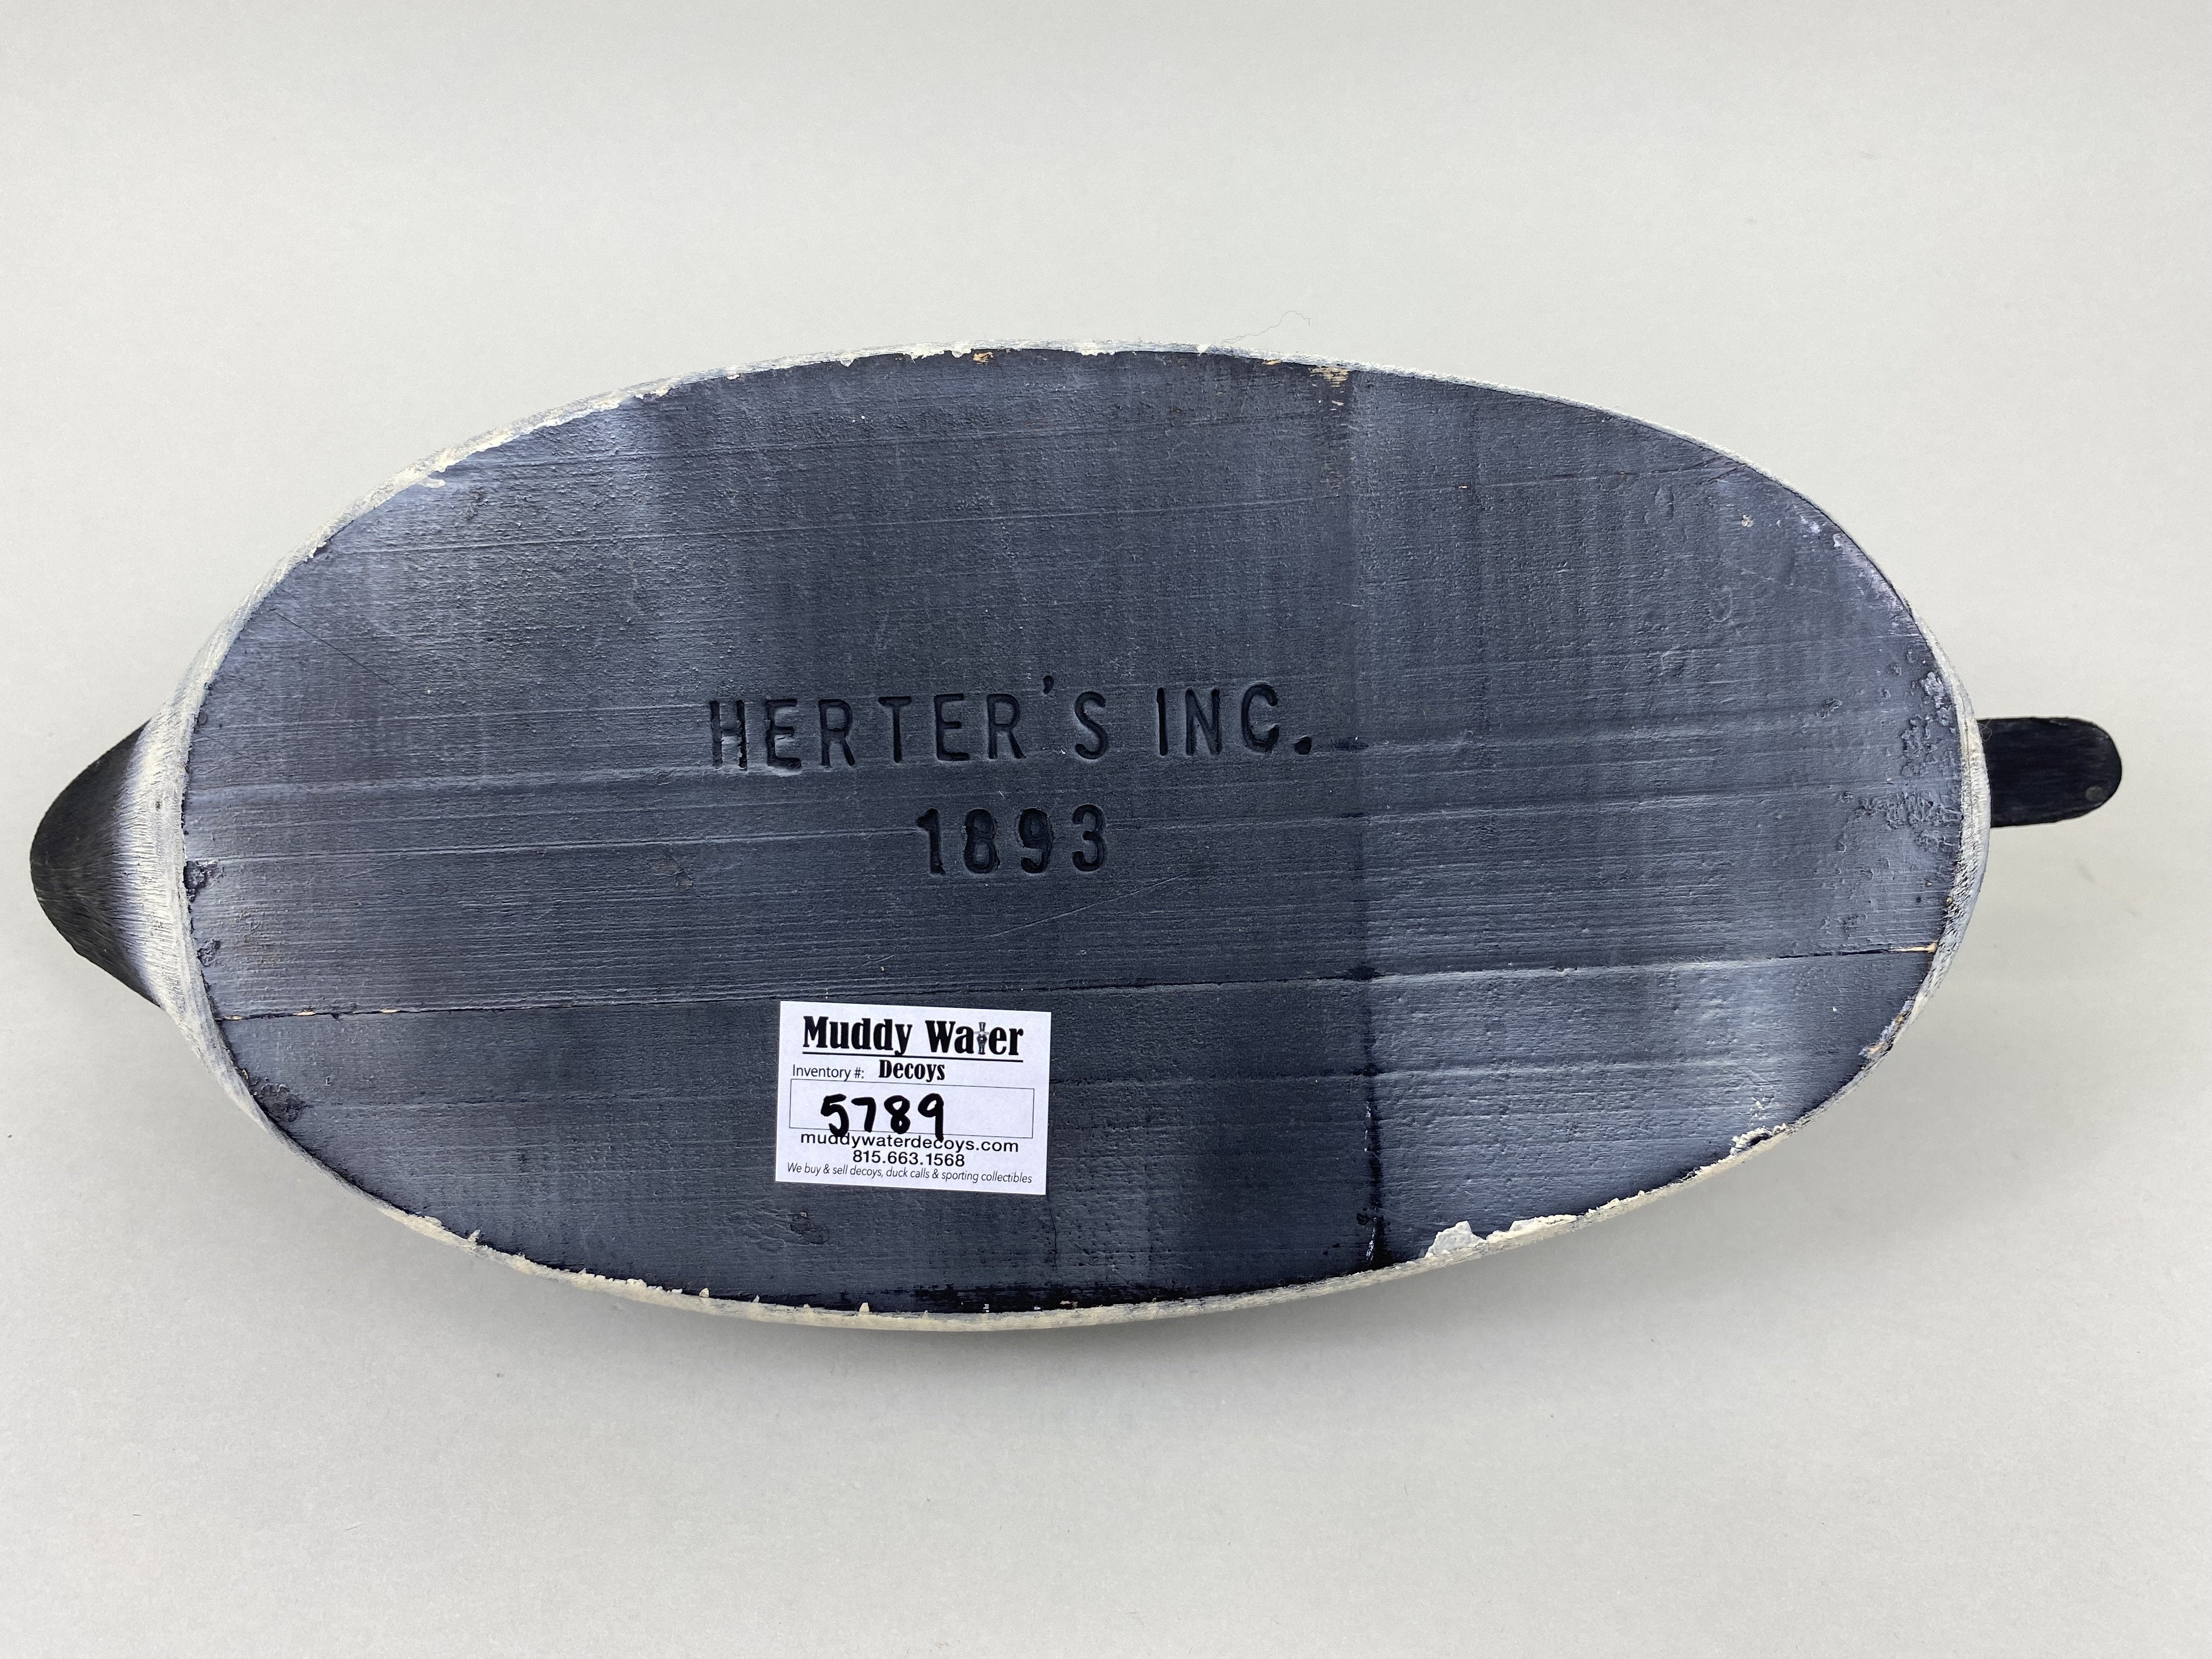 HERTER'S INC.
1893
Muddy Water
Inventory #: Decoys
5789
muddywaterdecoys.com
815.663.1568
We buy & sell decoys, duck calls & sporting collectibles